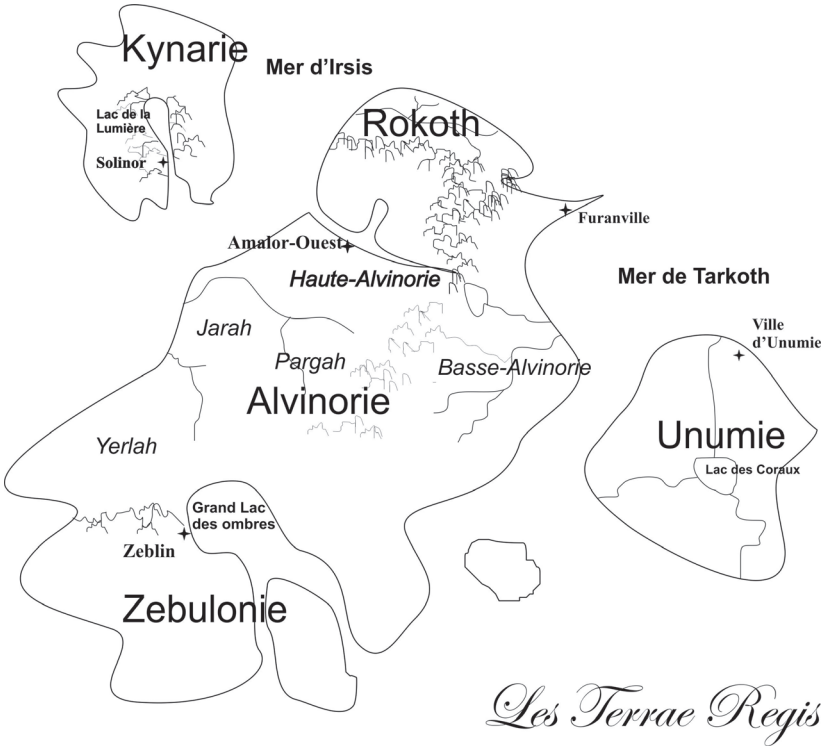 Kynarie
Mer d'Irsis
Lac de la
Lumière
Solinor
Rokoth
Furanville
Amalor-Ouest
Haute-Alvinorie
Mer de Tarkoth
Jarah
Pargah
Basse-Alvinorie
Ville
d'Unumie
Alvinorie
Unumie
Yerlah
Lac des Coraux
Grand Lac
des ombres
Zeblin
Zebulonie
Les Terrae Regis